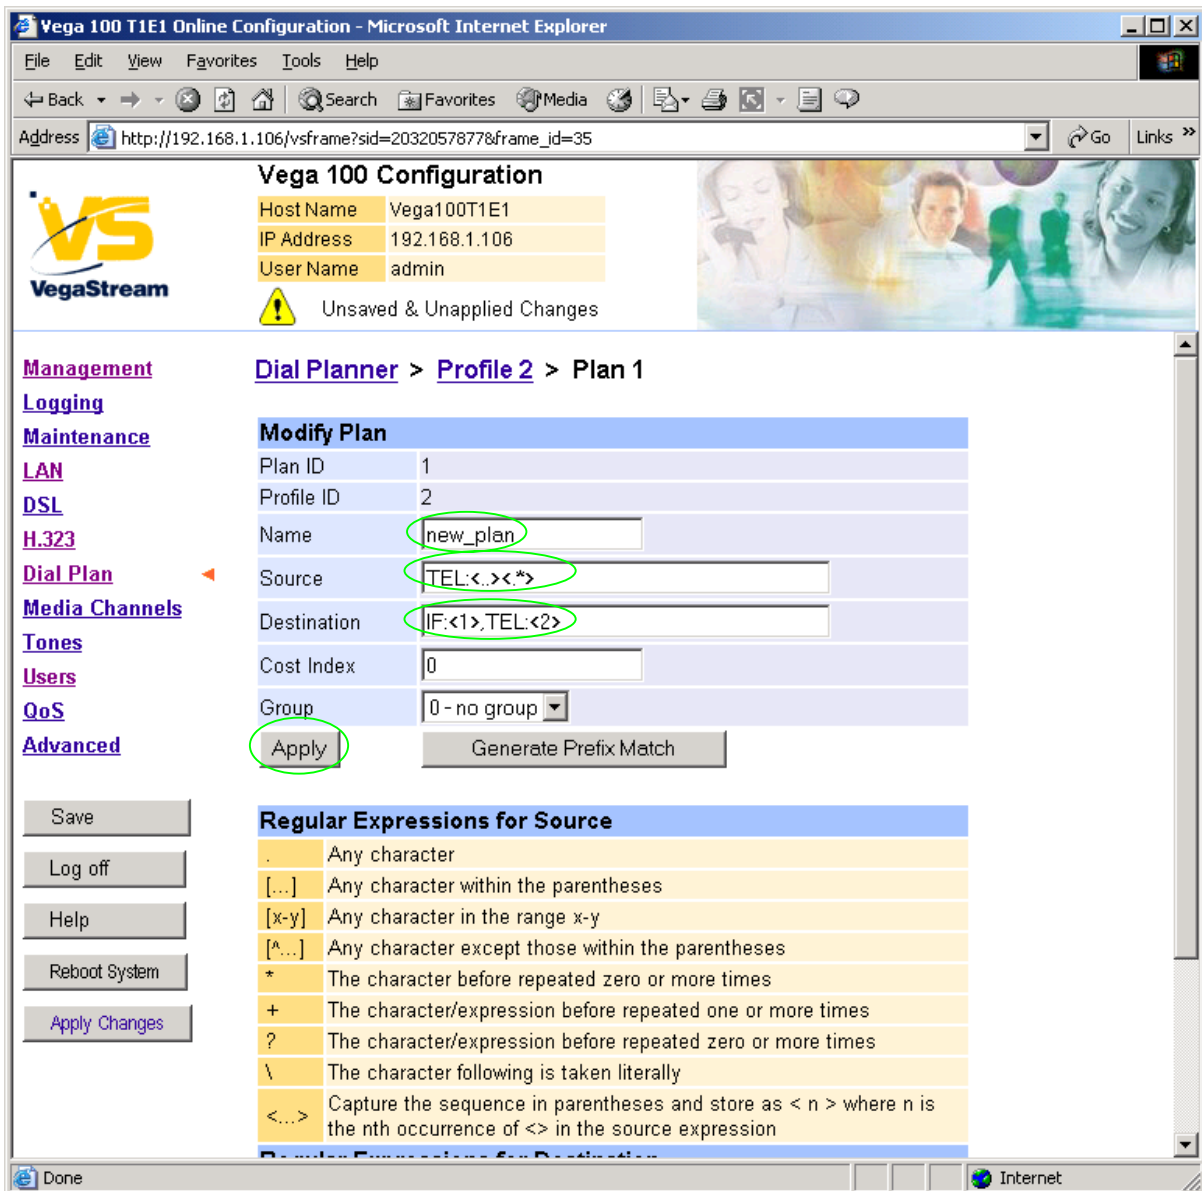 Vega 100 T1E1 Online Configuration - Microsoft Internet Explorer
File Edit View Favorites Tools Help
Back Search Favorites Media
Address http://192.168.1.106/vsframe?sid=2032057877&frame_id=35 Go Links »
VS
VegaStream
Vega 100 Configuration
Host Name Vega100T1E1
IP Address 192.168.1.106
User Name admin
Unsaved & Unapplied Changes
Management
Logging
Maintenance
LAN
DSL
H.323
Dial Plan
Media Channels
Tones
Users
QoS
Advanced
Save
Log off
Help
Reboot System
Apply Changes
Dial Planner > Profile 2 > Plan 1
Modify Plan
Plan ID 1
Profile ID 2
Name new_plan
Source TEL:<..><.*>
Destination IF:<1>,TEL:<2>
Cost Index 0
Group 0 - no group
Apply Generate Prefix Match
Regular Expressions for Source
. Any character
[...] Any character within the parentheses
[x-y] Any character in the range x-y
[^...] Any character except those within the parentheses
* The character before repeated zero or more times
+ The character/expression before repeated one or more times
? The character/expression before repeated zero or more times
\ The character following is taken literally
<...> Capture the sequence in parentheses and store as < n > where n is
the nth occurrence of <> in the source expression
Regular Expressions for Destination
Done Internet